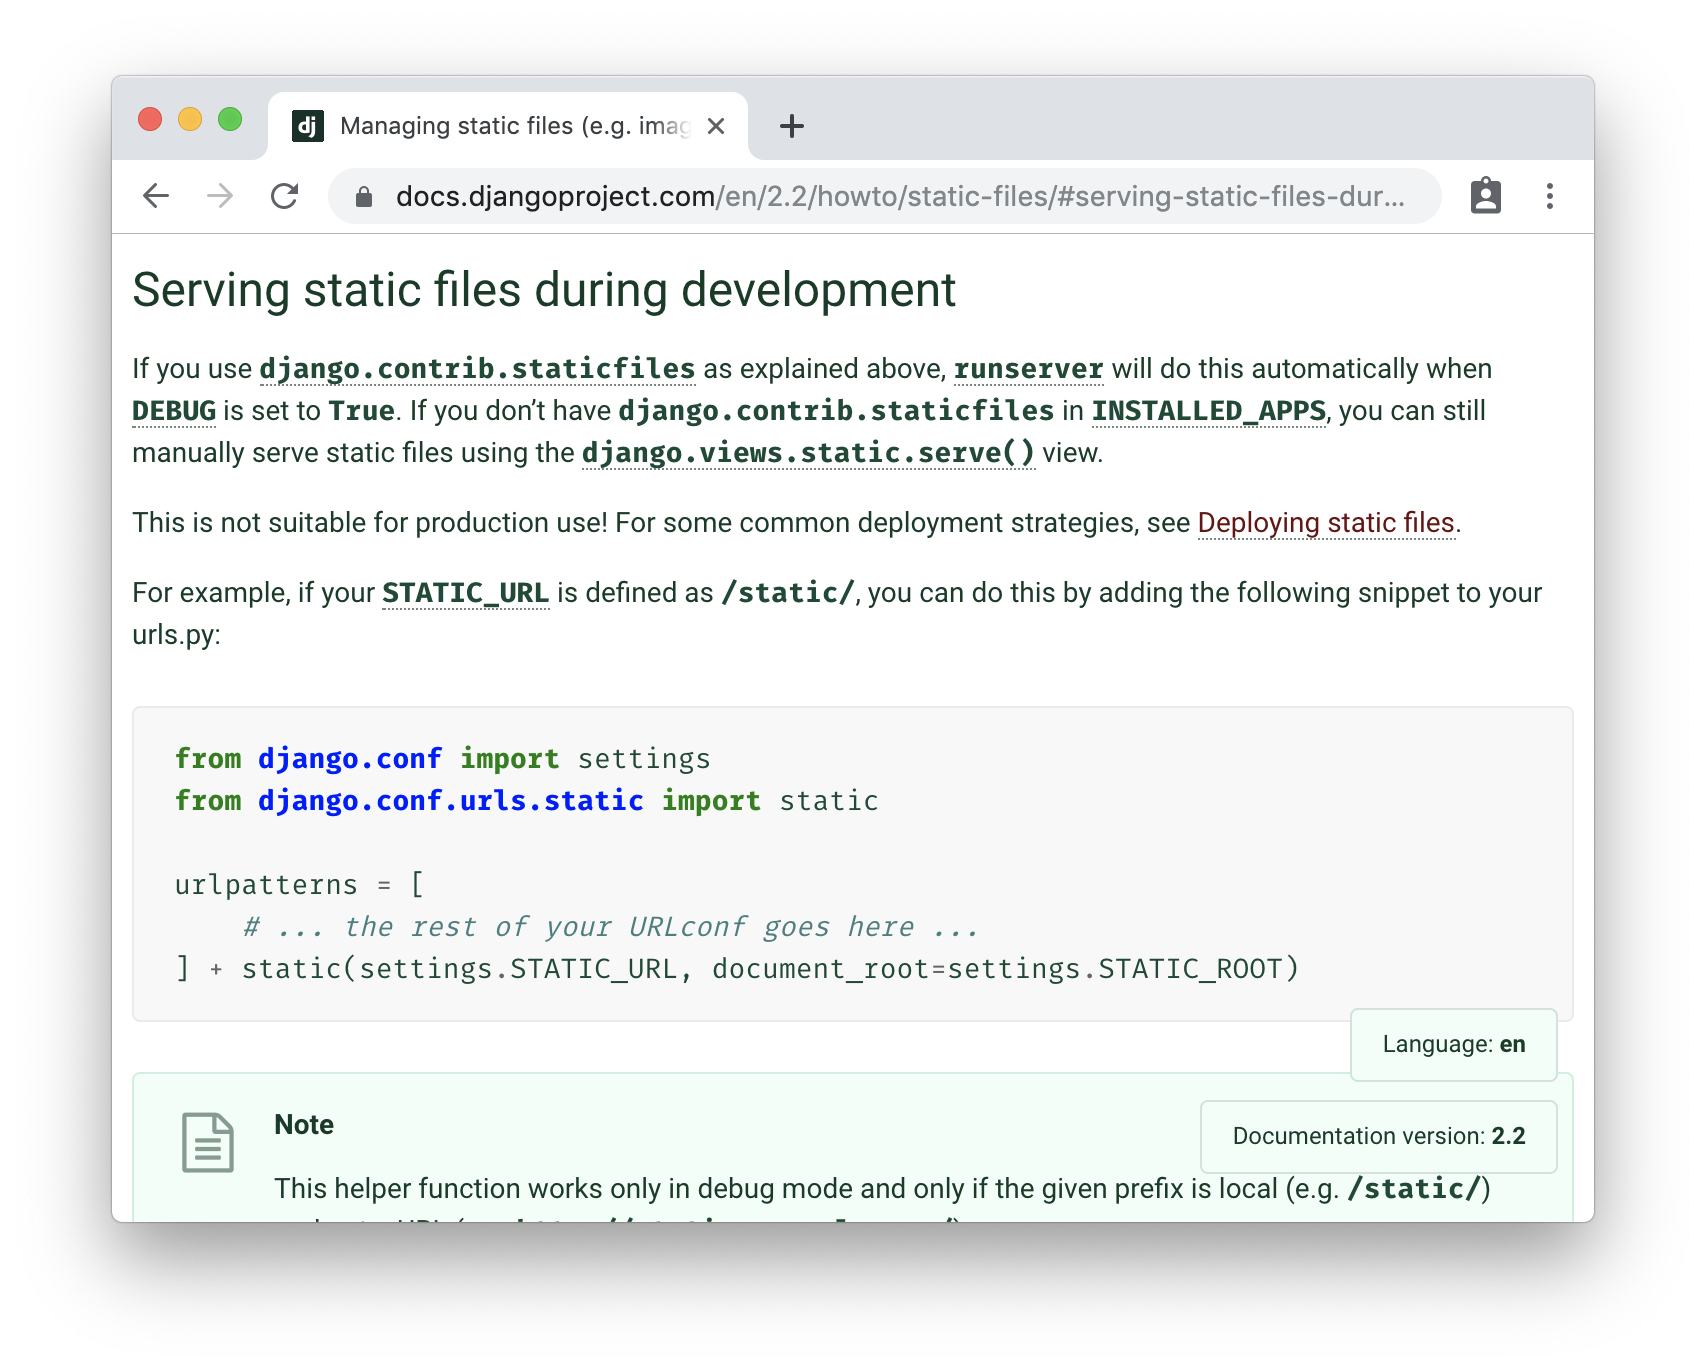 dj Managing static files (e.g. imag
docs.djangoproject.com/en/2.2/howto/static-files/#serving-static-files-dur...
Serving static files during development
If you use django.contrib.staticfiles as explained above, runserver will do this automatically when
DEBUG is set to True. If you don’t have django.contrib.staticfiles in INSTALLED_APPS, you can still
manually serve static files using the django.views.static.serve() view.
This is not suitable for production use! For some common deployment strategies, see Deploying static files.
For example, if your STATIC_URL is defined as /static/, you can do this by adding the following snippet to your
urls.py:
from django.conf import settings
from django.conf.urls.static import static
urlpatterns = [
# ... the rest of your URLconf goes here ...
] + static(settings.STATIC_URL, document_root=settings.STATIC_ROOT)
Language: en
Note
Documentation version: 2.2
This helper function works only in debug mode and only if the given prefix is local (e.g. /static/)